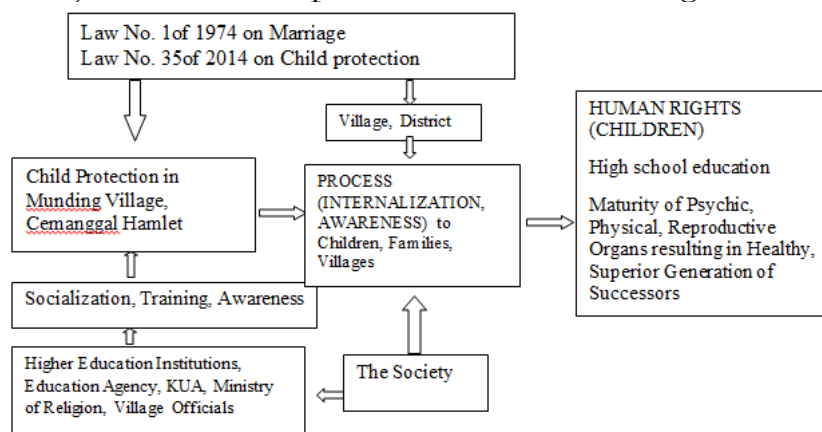 Law No. 1of 1974 on Marriage
Law No. 35of 2014 on Child protection
Village, District
Child Protection in
Munding Village,
Cemanggal Hamlet
PROCESS
(INTERNALIZATION,
AWARENESS) to
Children, Families,
Villages
HUMAN RIGHTS
(CHILDREN)
High school education
Maturity of Psychic,
Physical, Reproductive
Organs resulting in Healthy,
Superior Generation of
Successors
Socialization, Training, Awareness
Higher Education Institutions,
Education Agency, KUA, Ministry
of Religion, Village Officials
The Society